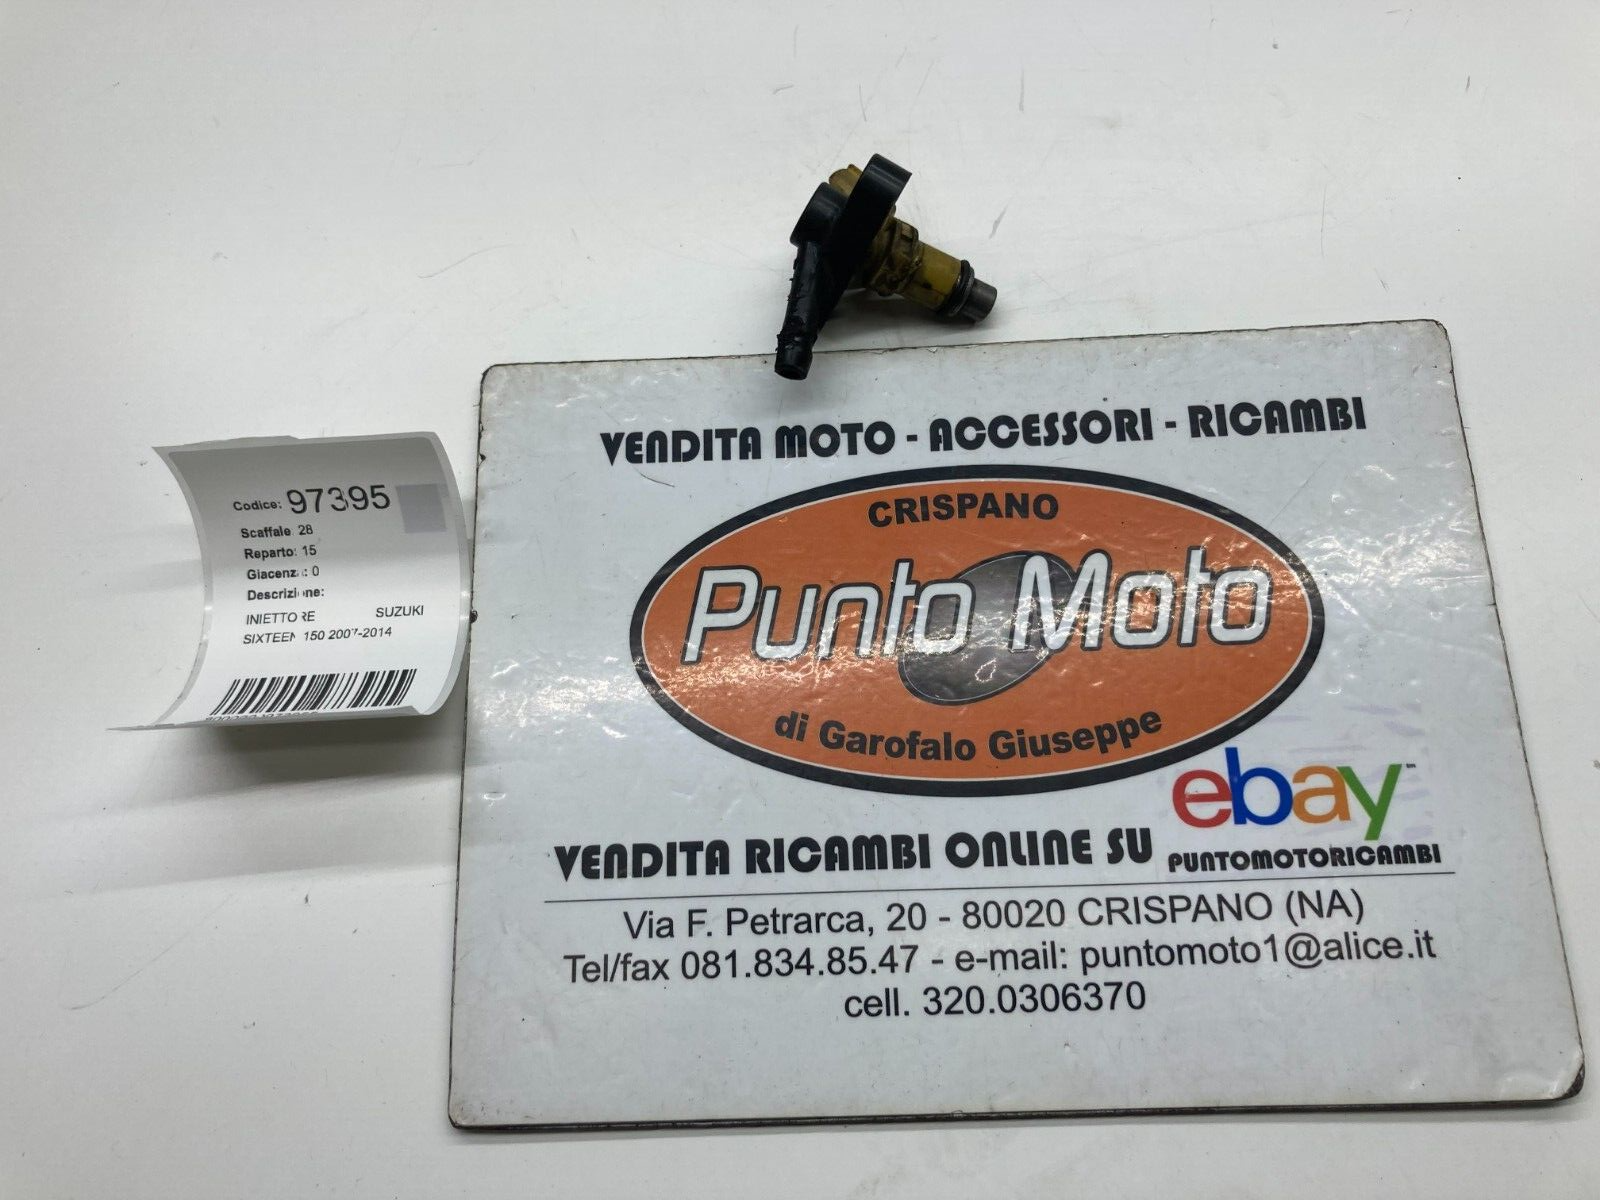 Codice: 97395
Scaffale 28
Reparto: 15
Giacenza: 0
Descrizione:
INIETTORE SUZUKI
SIXTEEN 150 2007-2014
VENDITA MOTO - ACCESSORI - RICAMBI
CRISPANO
Punto Moto
di Garofalo Giuseppe
ebay
VENDITA RICAMBI ONLINE SU
PUNTOMOTORICAMBI
Via F. Petrarca, 20 - 80020 CRISPANO (NA)
Tel/fax 081.834.85.47 - e-mail: puntomoto1@alice.it
cell. 320.0306370